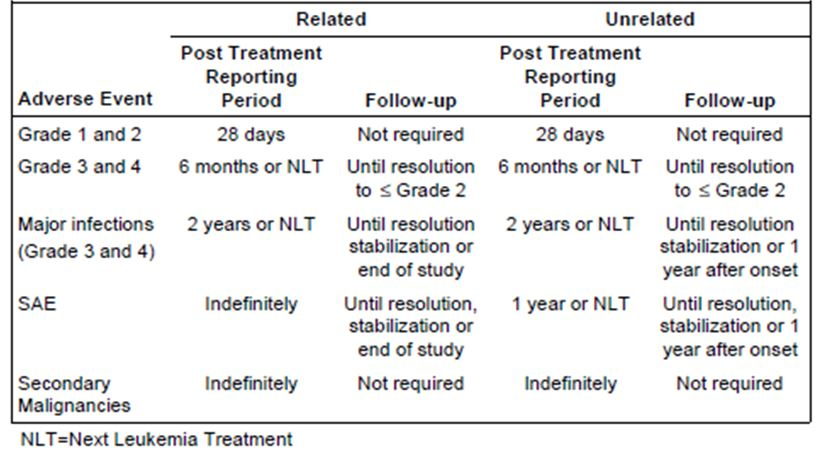 Related Unrelated
Post Treatment Post Treatment
Reporting Reporting
Adverse Event Period Follow-up Period Follow-up
Grade 1 and 2 28 days Not required 28 days Not required
Grade 3 and 4 6 months or NLT Until resolution 6 months or NLT Until resolution
to ≤ Grade 2 to ≤ Grade 2
Major infections 2 years or NLT Until resolution 2 years or NLT Until resolution
(Grade 3 and 4) stabilization or stabilization or 1
end of study year after onset
SAE Indefinitely Until resolution, 1 year or NLT Until resolution,
stabilization or stabilization or 1
end of study year after onset
Secondary Indefinitely Not required Indefinitely Not required
Malignancies
NLT=Next Leukemia Treatment